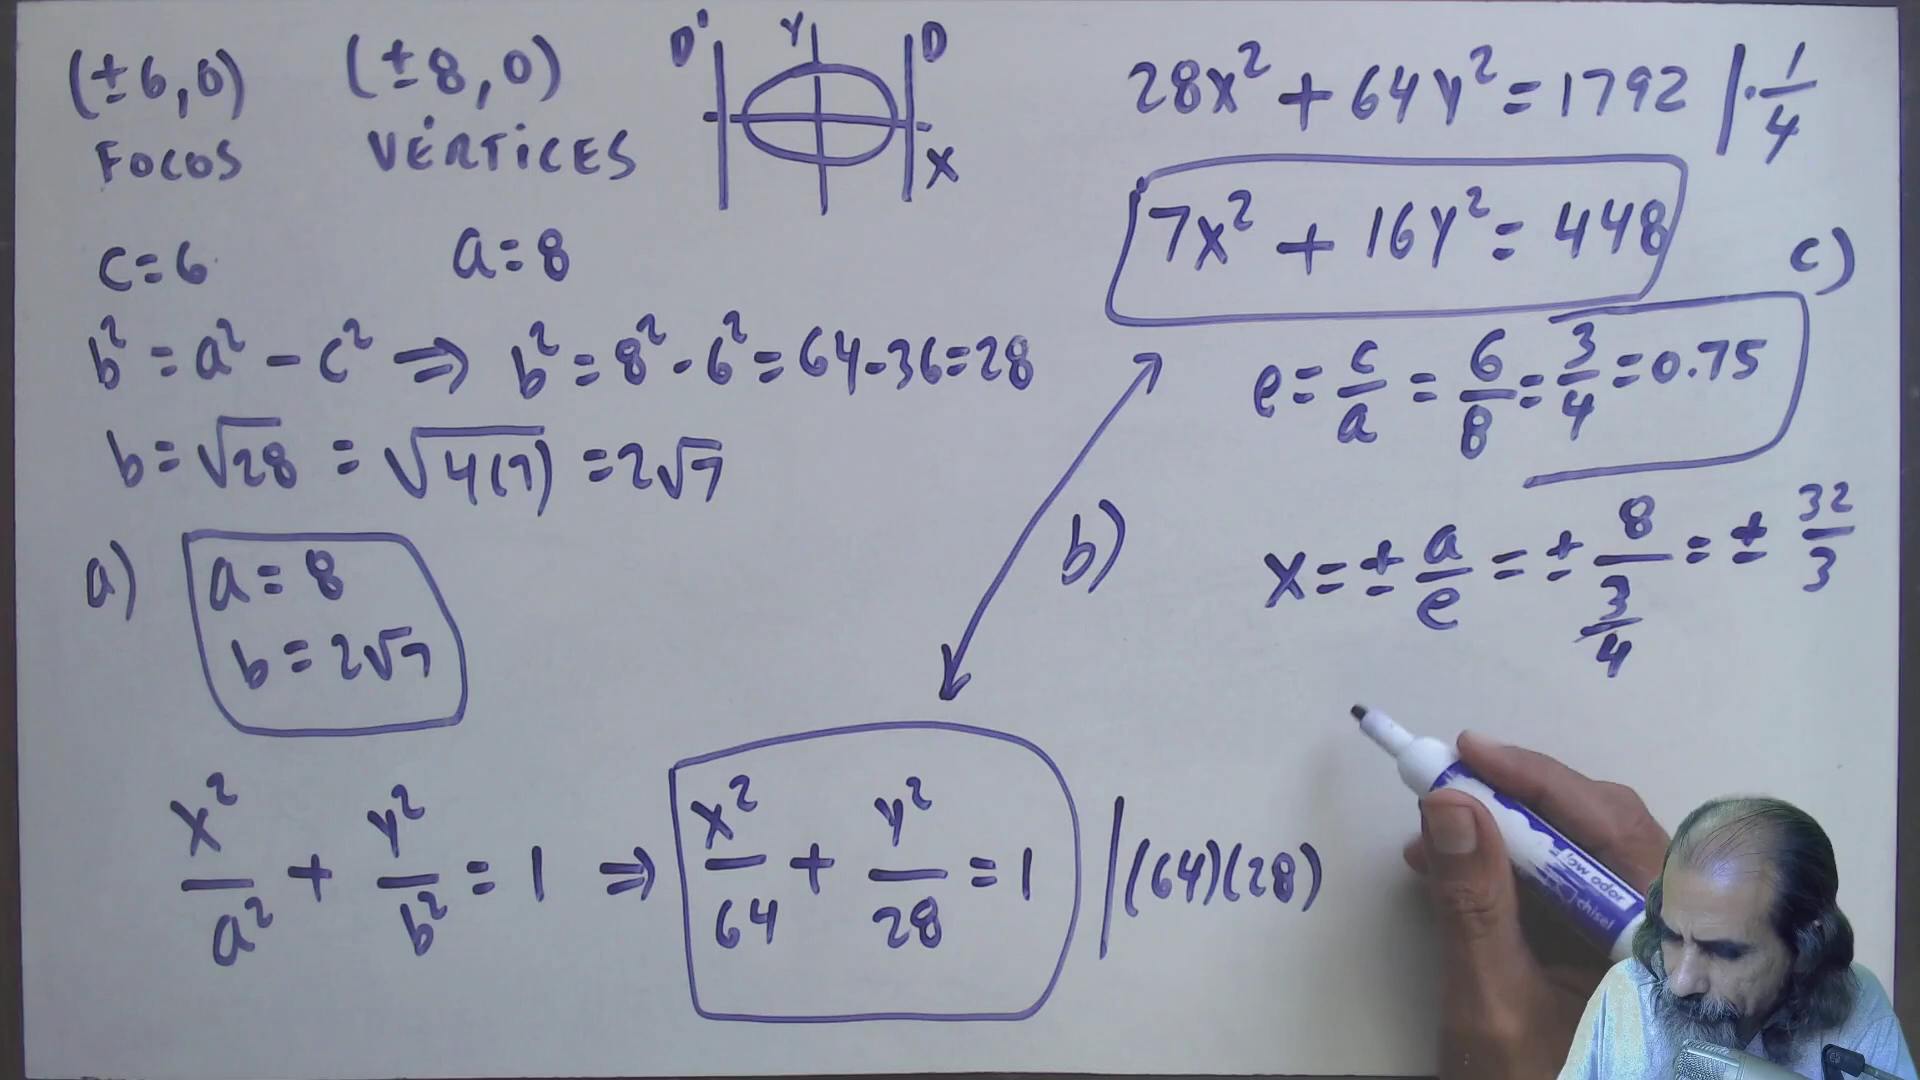 (±6,0) (±8,0)
FOCOS VÉRTICES
D' Y D
X
c=6 a=8
b² = a² - c² ⇒ b² = 8² - 6² = 64-36=28
b = √28 = √4(7) = 2√7
a) a = 8
b = 2√7
x²/a² + y²/b² = 1 ⇒ x²/64 + y²/28 = 1 |(64)(28)
28x² + 64y² = 1792 |·1/4
b) 7x² + 16y² = 448
c) e = c/a = 6/8 = 3/4 = 0.75
x = ± a/e = ± 8/(3/4) = ± 32/3
low odor
chisel